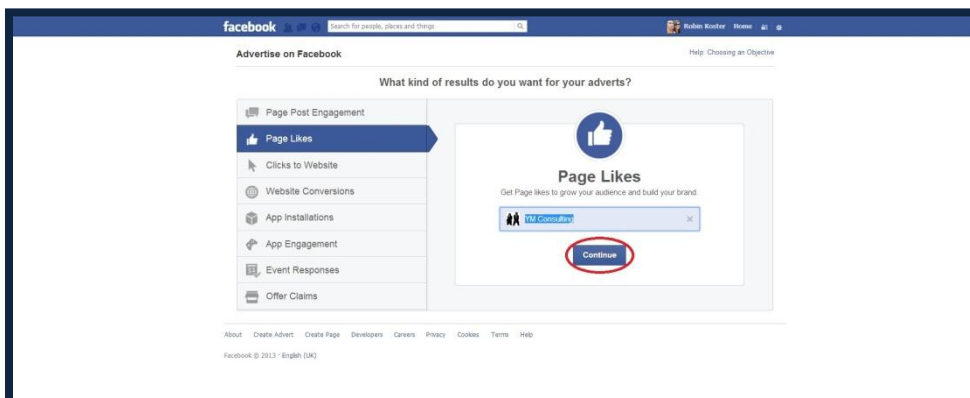 facebook Search for people, places and things Robin Koster Home
Advertise on Facebook Help: Choosing an Objective
What kind of results do you want for your adverts?
Page Post Engagement
Page Likes
Clicks to Website
Website Conversions
App Installations
App Engagement
Event Responses
Offer Claims
Page Likes
Get Page likes to grow your audience and build your brand.
YM Consulting
Continue
About Create Advert Create Page Developers Careers Privacy Cookies Terms Help
Facebook © 2013 · English (UK)